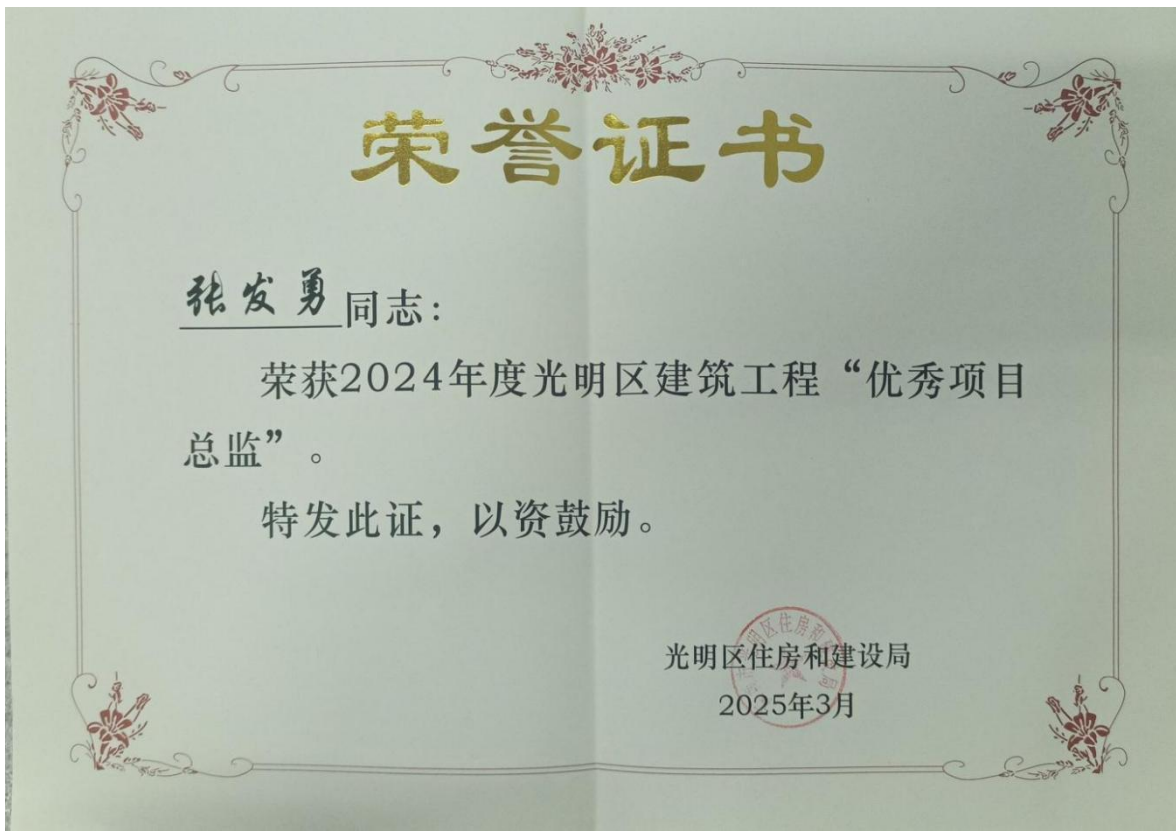 荣誉证书
张发勇同志：
荣获2024年度光明区建筑工程“优秀项目
总监”。
特发此证，以资鼓励。
光明区住房和建设局
2025年3月